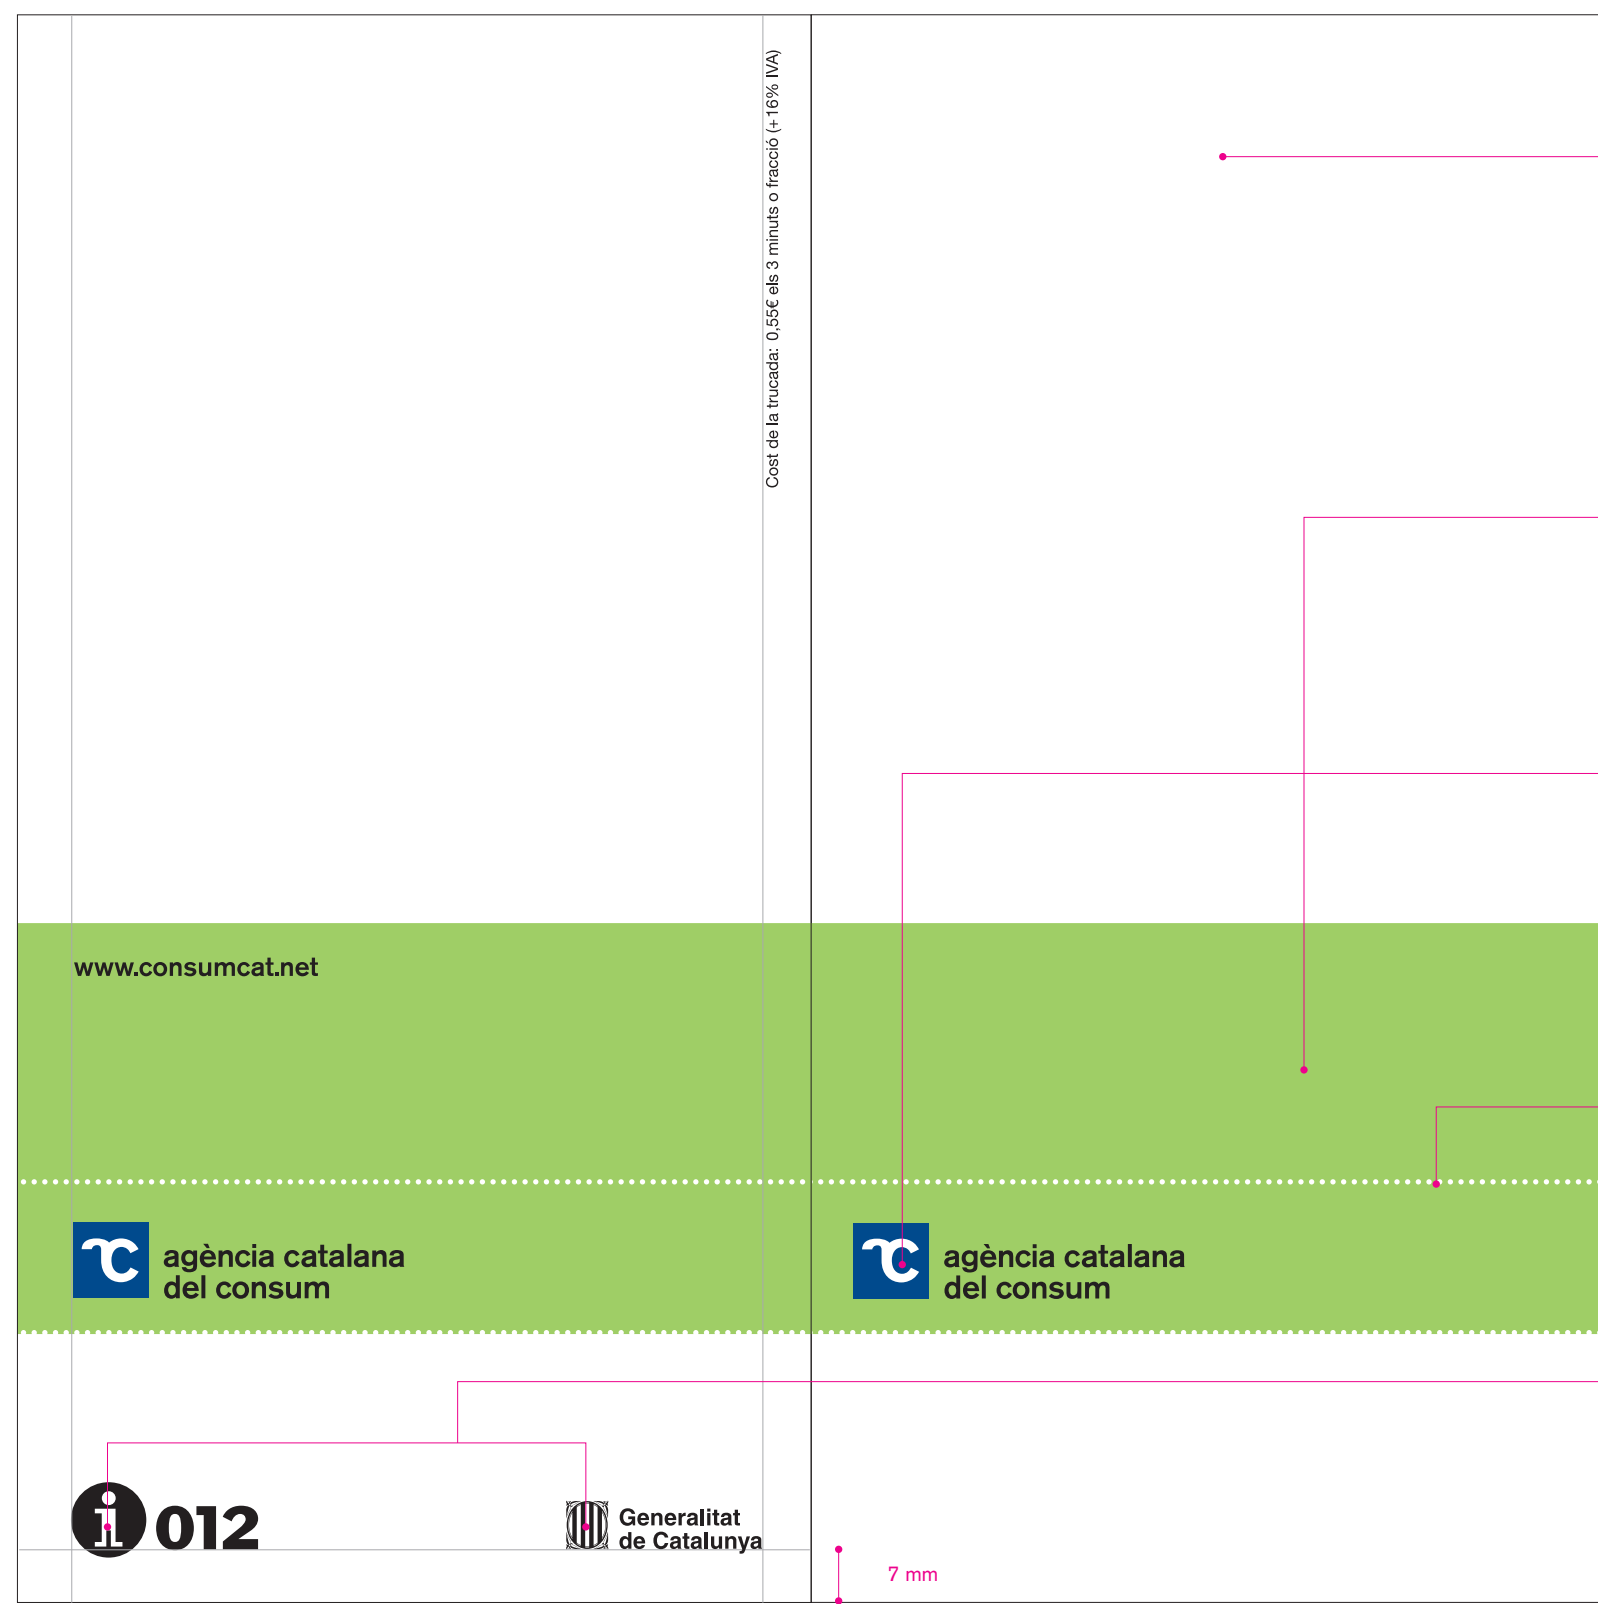 Cost de la trucada: 0,55€ els 3 minuts o fracció (+16% IVA)
www.consumcat.net
agència catalana
del consum
agència catalana
del consum
i 012
Generalitat
de Catalunya
7 mm